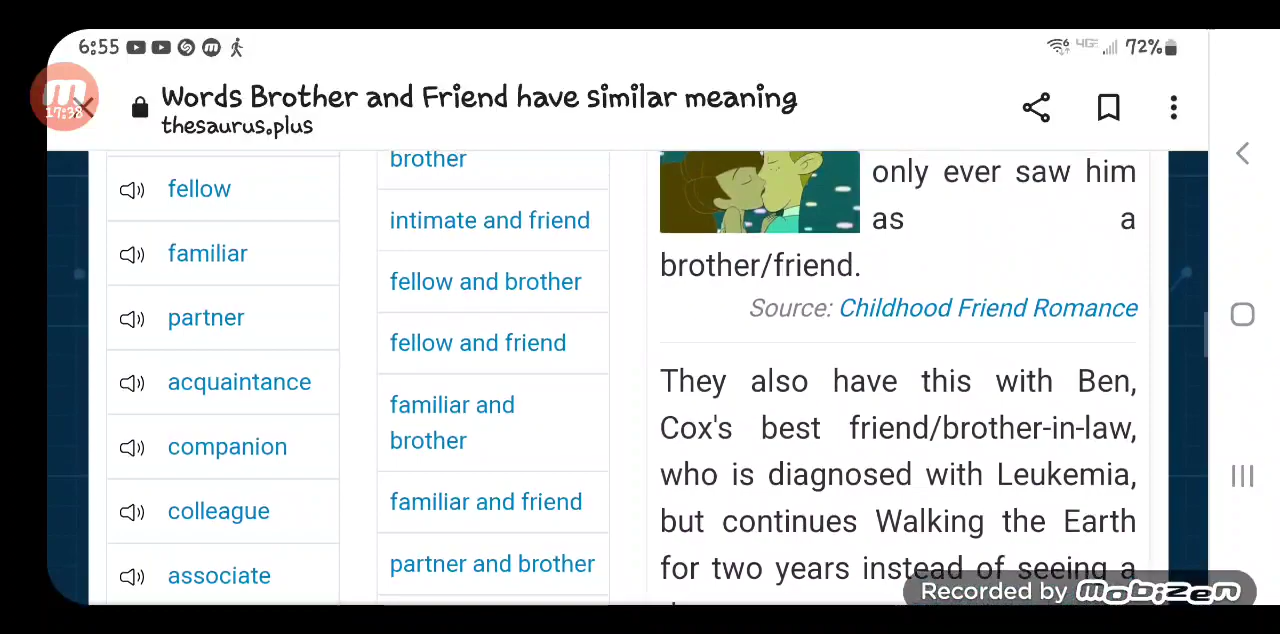 6:55
4GE 72%
17:38
Words Brother and Friend have similar meaning
thesaurus.plus
fellow
familiar
partner
acquaintance
companion
colleague
associate
brother
intimate and friend
fellow and brother
fellow and friend
familiar and
brother
familiar and friend
partner and brother
only ever saw him
as a
brother/friend.
Source: Childhood Friend Romance
They also have this with Ben,
Cox's best friend/brother-in-law,
who is diagnosed with Leukemia,
but continues Walking the Earth
for two years instead of seeing a
Recorded by mobizen